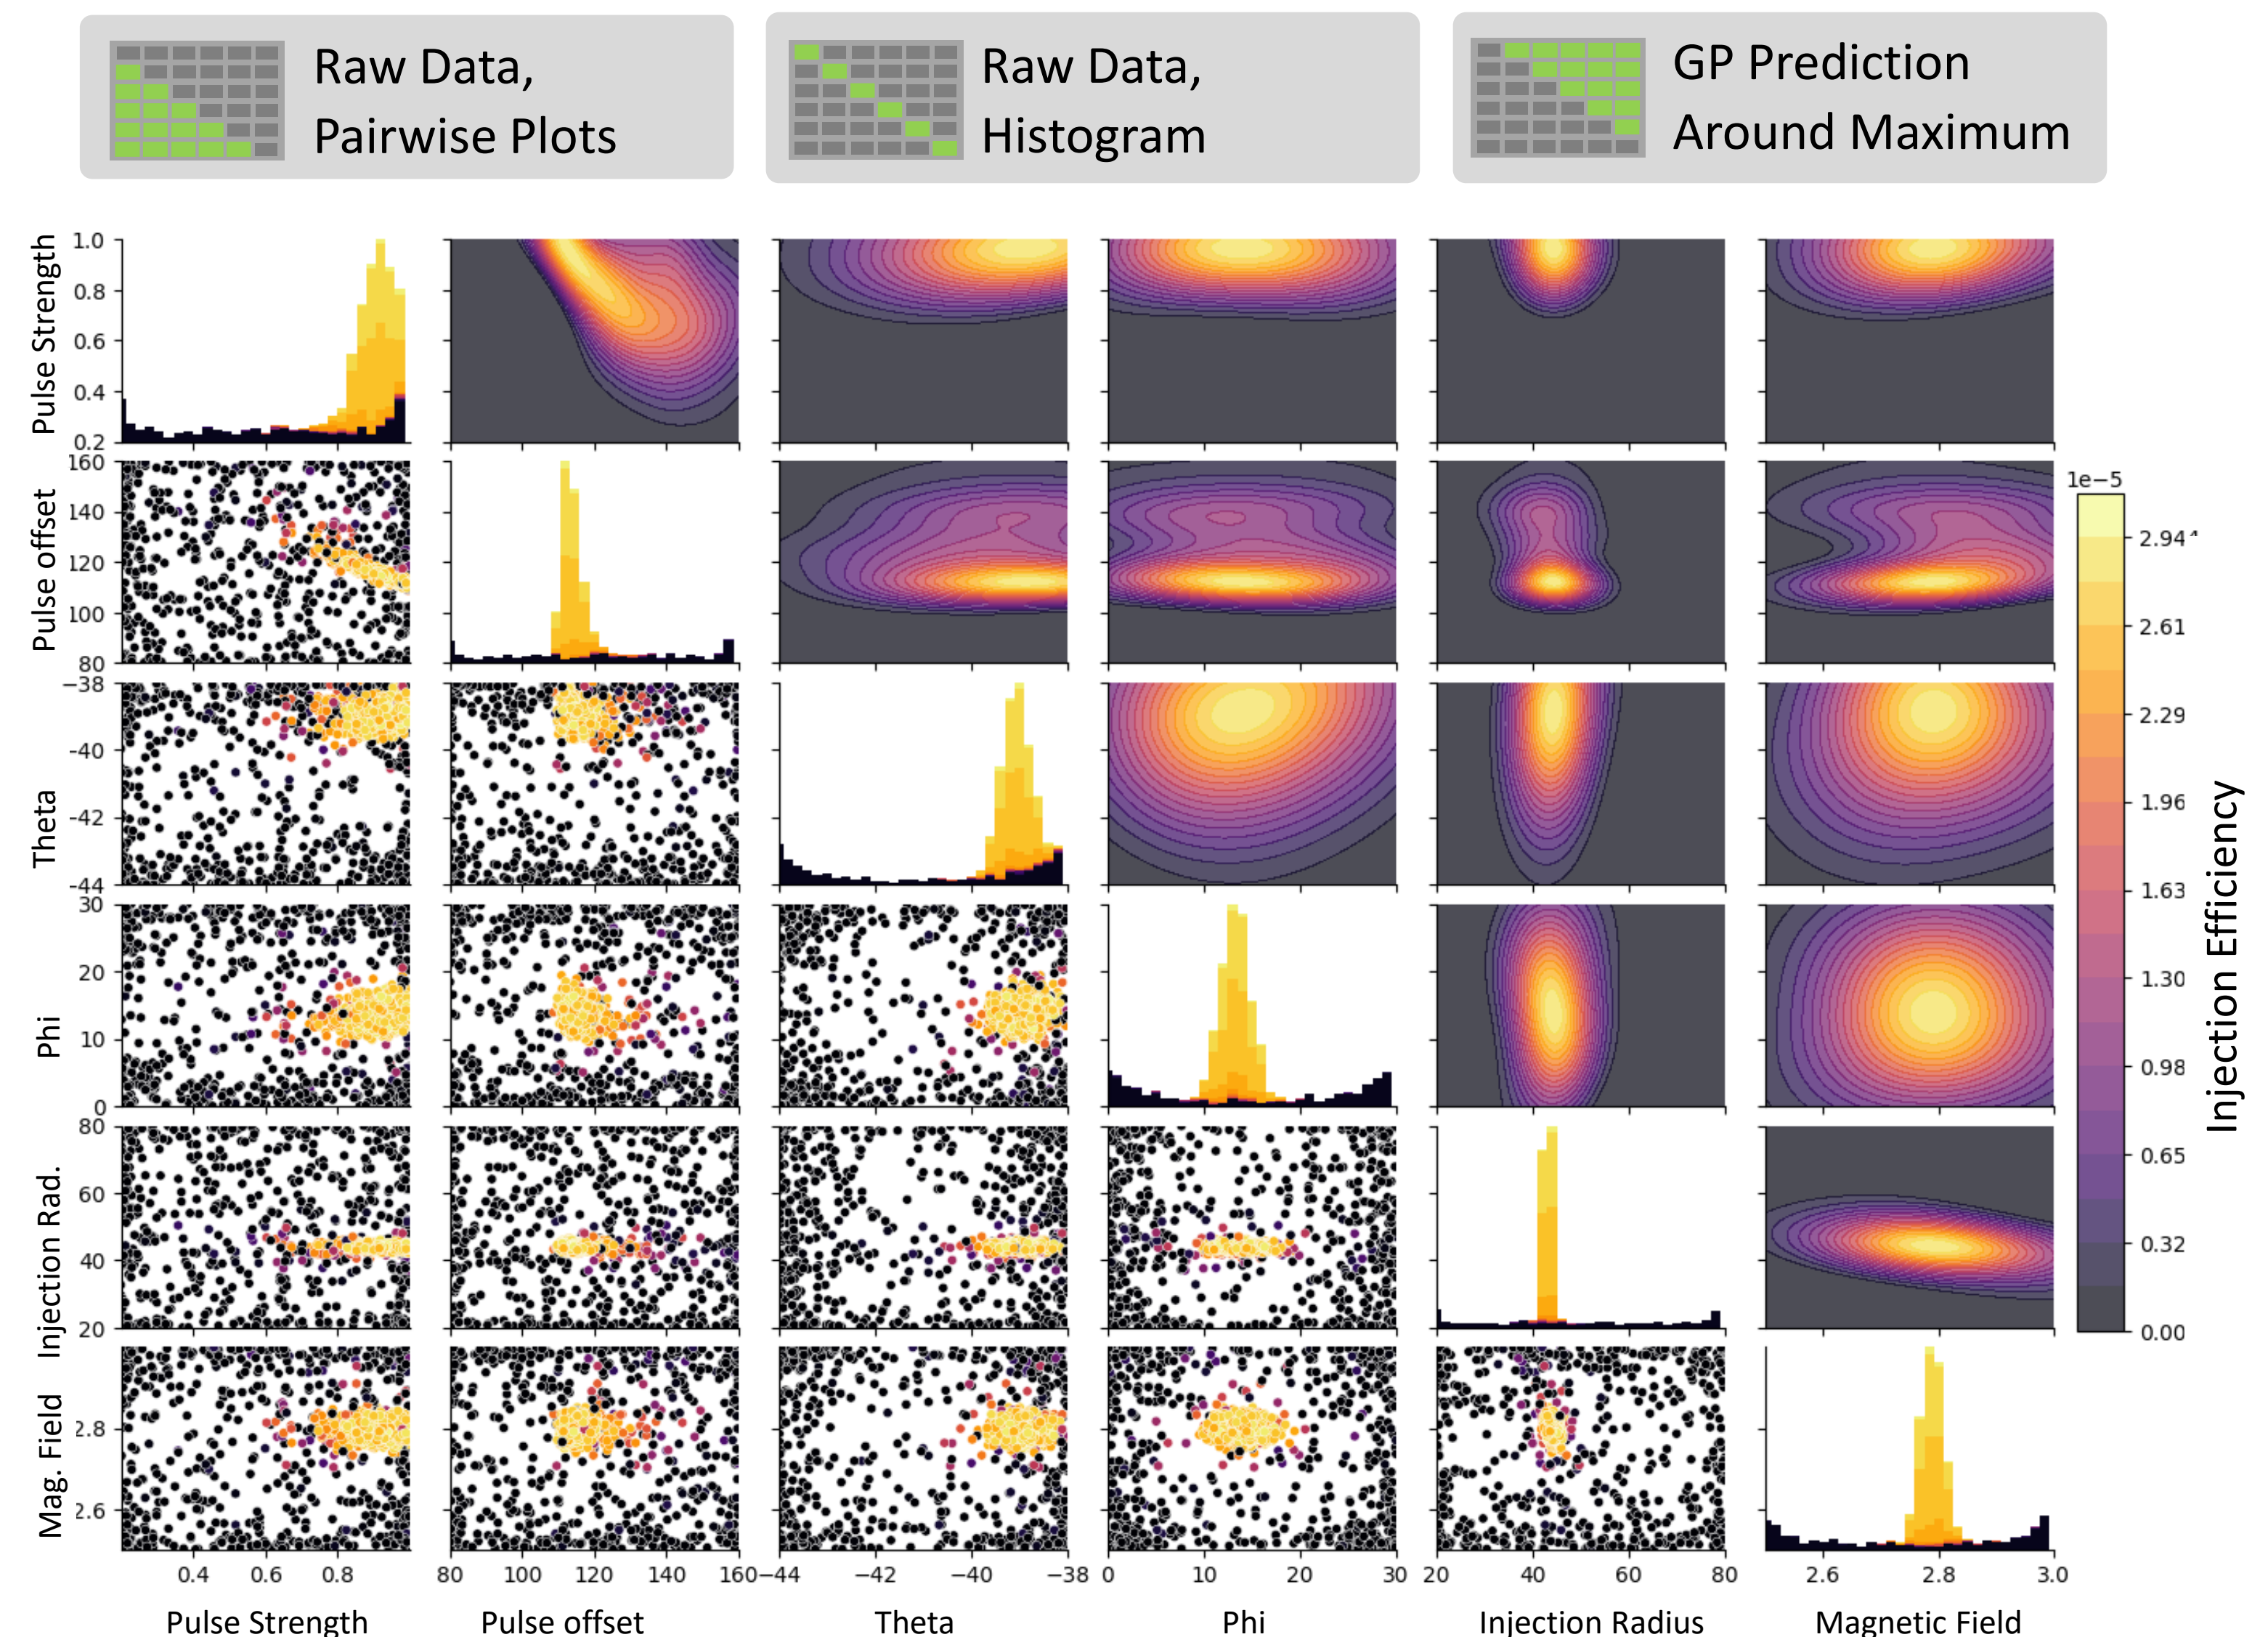 Raw Data,
Pairwise Plots
Raw Data,
Histogram
GP Prediction
Around Maximum
Pulse Strength
1.0
0.8
0.6
0.4
0.2
Pulse offset
160
140
120
100
80
Theta
−38
-40
-42
-44
Phi
30
20
10
0
Injection Rad.
80
60
40
20
Mag. Field
2.8
2.6
1e−5
2.94
2.61
2.29
1.96
1.63
1.30
0.98
0.65
0.32
0.00
Injection Efficiency
0.4 0.6 0.8
80 100 120 140 160
−44 −42 −40 −38
0 10 20 30
20 40 60 80
2.6 2.8 3.0
Pulse Strength
Pulse offset
Theta
Phi
Injection Radius
Magnetic Field